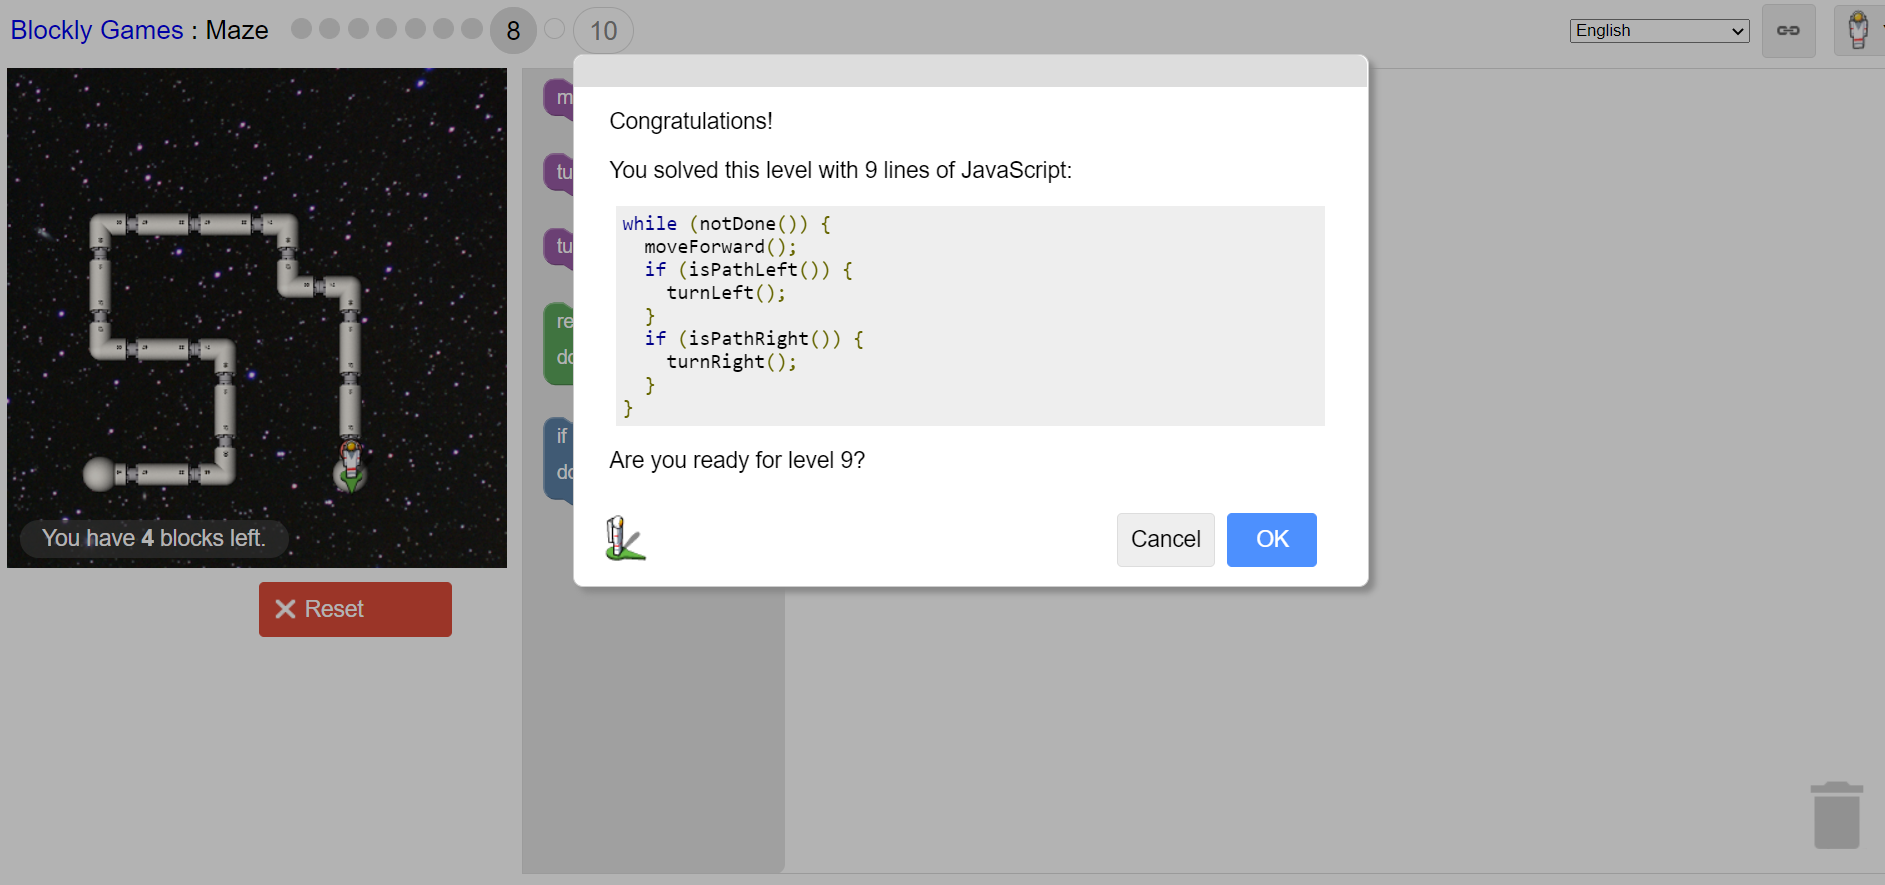 Blockly Games : Maze 8 10
English
m
tu
tu
re
do
if
do
Congratulations!
You solved this level with 9 lines of JavaScript:
while (notDone()) {
  moveForward();
  if (isPathLeft()) {
    turnLeft();
  }
  if (isPathRight()) {
    turnRight();
  }
}
Are you ready for level 9?
Cancel
OK
You have 4 blocks left.
Reset